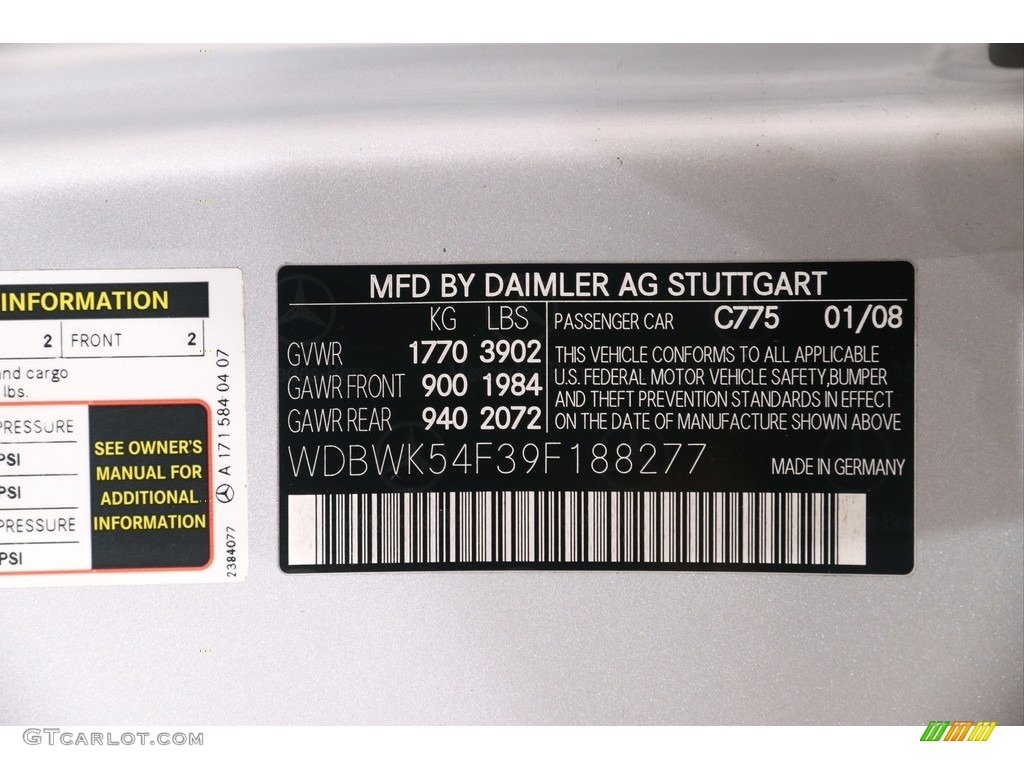 INFORMATION
2 FRONT 2
nd cargo
lbs.
PRESSURE
PSI
PSI
PRESSURE
PSI
SEE OWNER'S
MANUAL FOR
ADDITIONAL
INFORMATION
A 171 584 04 07
2384077
MFD BY DAIMLER AG STUTTGART
KG LBS
GVWR 1770 3902
GAWR FRONT 900 1984
GAWR REAR 940 2072
PASSENGER CAR C775 01/08
THIS VEHICLE CONFORMS TO ALL APPLICABLE
U.S. FEDERAL MOTOR VEHICLE SAFETY,BUMPER
AND THEFT PREVENTION STANDARDS IN EFFECT
ON THE DATE OF MANUFACTURE SHOWN ABOVE
WDBWK54F39F188277 MADE IN GERMANY
GTCARLOT.COM